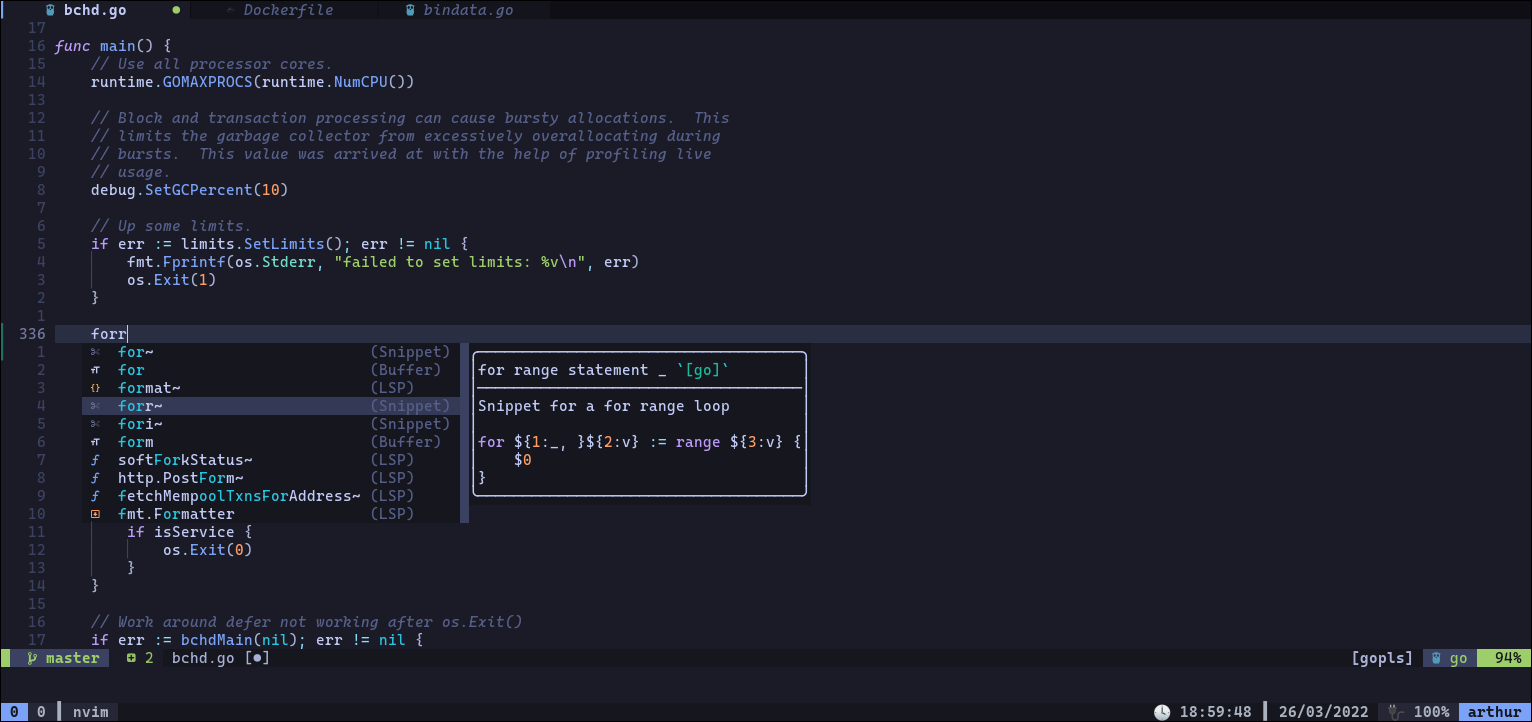 bchd.go Dockerfile bindata.go
17
16 func main() {
15 // Use all processor cores.
14 runtime.GOMAXPROCS(runtime.NumCPU())
13
12 // Block and transaction processing can cause bursty allocations.  This
11 // limits the garbage collector from excessively overallocating during
10 // bursts.  This value was arrived at with the help of profiling live
9 // usage.
8 debug.SetGCPercent(10)
7
6 // Up some limits.
5 if err := limits.SetLimits(); err != nil {
4 fmt.Fprintf(os.Stderr, "failed to set limits: %v\n", err)
3 os.Exit(1)
2 }
1
336 forr
1 for~ (Snippet)
2 for (Buffer) for range statement _ `[go]`
3 format~ (LSP)
4 forr~ (Snippet) Snippet for a for range loop
5 fori~ (Snippet)
6 form (Buffer) for ${1:_, }${2:v} := range ${3:v} {
7 softForkStatus~ (LSP) $0
8 http.PostForm~ (LSP) }
9 fetchMempoolTxnsForAddress~ (LSP)
10 fmt.Formatter (LSP)
11 if isService {
12 os.Exit(0)
13 }
14 }
15
16 // Work around defer not working after os.Exit()
17 if err := bchdMain(nil); err != nil {
master 2 bchd.go [●] [gopls] go 94%
0 0 nvim 18:59:48 26/03/2022 100% arthur